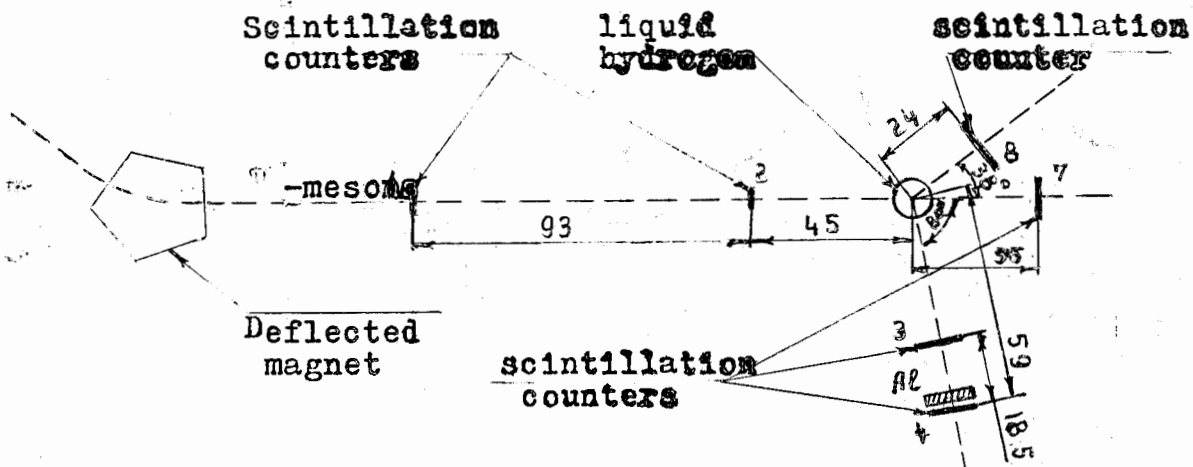 Scintillation
counters
liquid
hydrogen
scintillation
counter
24
8
7
2
-mesons
93
45
55
Deflected
magnet
3
59
scintillation
counters
Al
4
18.5